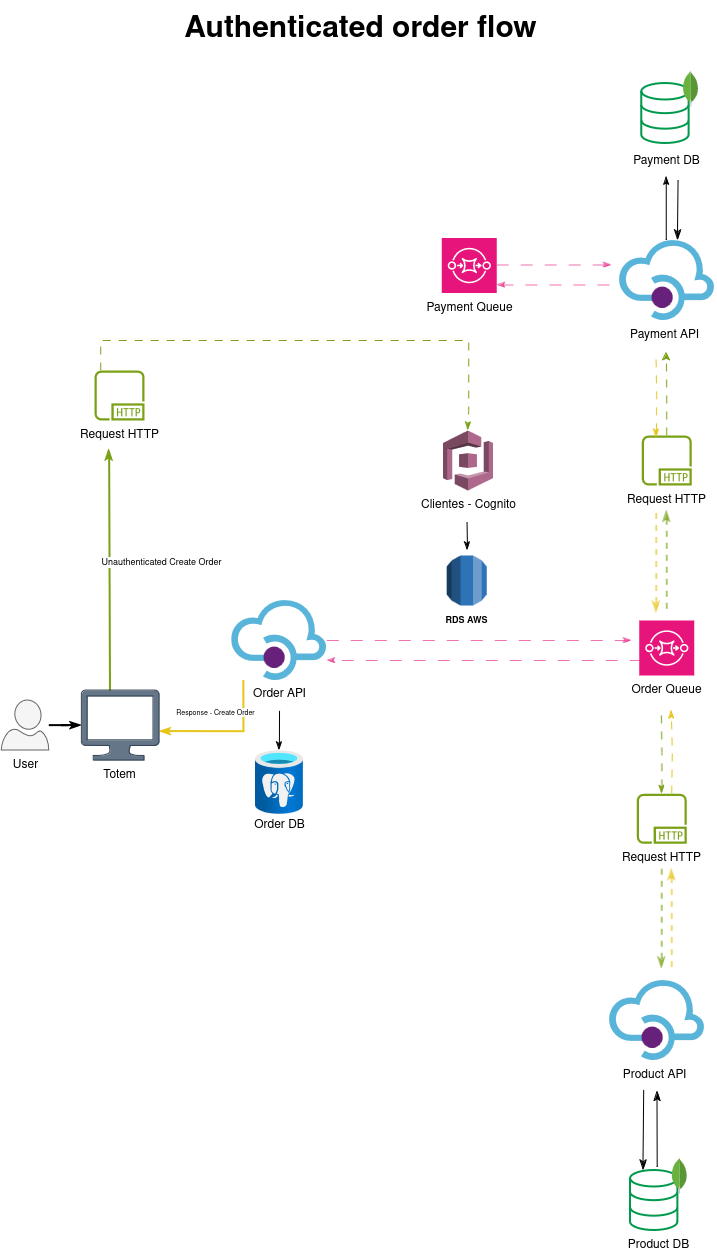 Authenticated order flow
Payment DB
Payment Queue
Payment API
HTTP
Request HTTP
HTTP
Clientes - Cognito
Request HTTP
Unauthenticated Create Order
RDS AWS
Order API
Order Queue
Response - Create Order
User
Totem
Order DB
HTTP
Request HTTP
Product API
Product DB